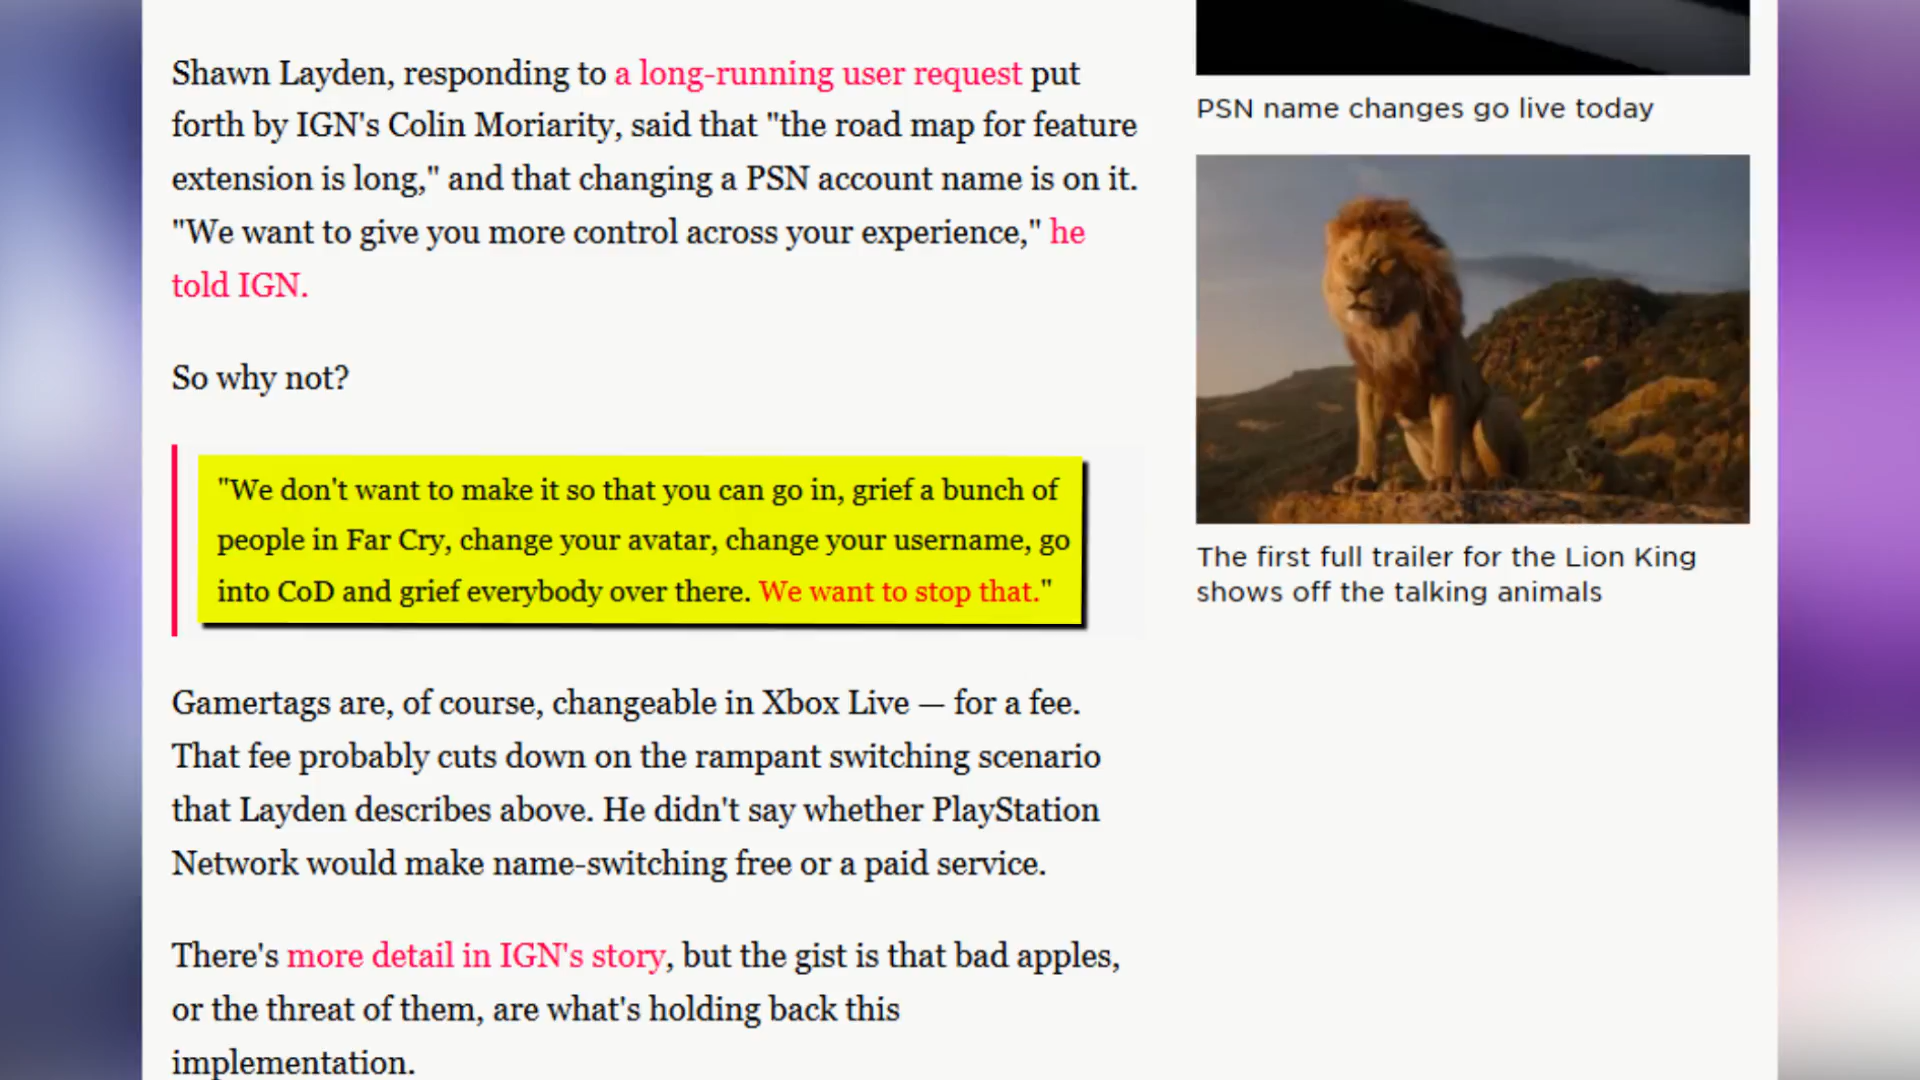 Shawn Layden, responding to a long-running user request put
forth by IGN's Colin Moriarity, said that "the road map for feature
extension is long," and that changing a PSN account name is on it.
"We want to give you more control across your experience," he
told IGN.
So why not?
"We don't want to make it so that you can go in, grief a bunch of
people in Far Cry, change your avatar, change your username, go
into CoD and grief everybody over there. We want to stop that."
Gamertags are, of course, changeable in Xbox Live — for a fee.
That fee probably cuts down on the rampant switching scenario
that Layden describes above. He didn't say whether PlayStation
Network would make name-switching free or a paid service.
There's more detail in IGN's story, but the gist is that bad apples,
or the threat of them, are what's holding back this
implementation.
PSN name changes go live today
The first full trailer for the Lion King
shows off the talking animals